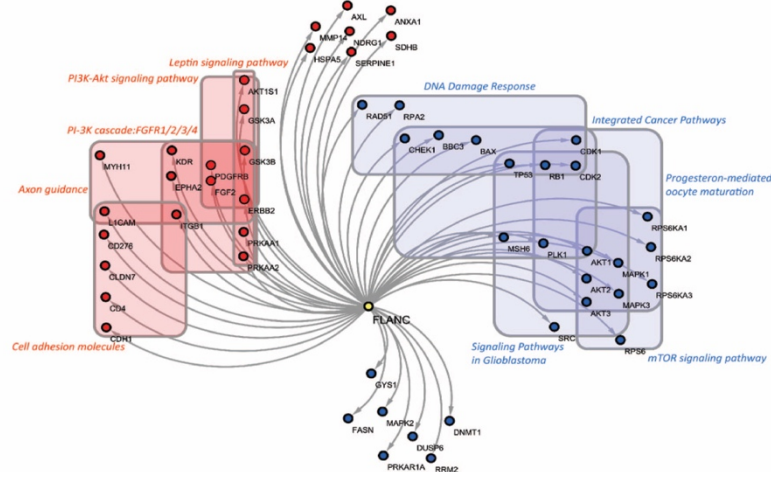 AXL
ANXA1
MMP14
NDRG1
SDHB
HSPA5
SERPINE1
Leptin signaling pathway
PI3K-Akt signaling pathway
AKT1S1
GSK3A
PI-3K cascade:FGFR1/2/3/4
MYH11
KDR
GSK3B
EPHA2
PDGFRB
FGF2
Axon guidance
ERBB2
L1CAM
ITGB1
CD276
PRKAA1
CLDN7
PRKAA2
CD4
CDH1
Cell adhesion molecules
DNA Damage Response
RAD51
RPA2
Integrated Cancer Pathways
CHEK1
BBC3
BAX
CDK1
TP53
RB1
CDK2
Progesteron-mediated
oocyte maturation
RPS6KA1
MSH6
PLK1
AKT1
RPS6KA2
MAPK1
AKT2
RPS6KA3
MAPK3
AKT3
SRC
RPS6
Signaling Pathways
in Glioblastoma
mTOR signaling pathway
FLANC
GYS1
FASN
MAPK2
DNMT1
DUSP6
PRKAR1A
RRM2